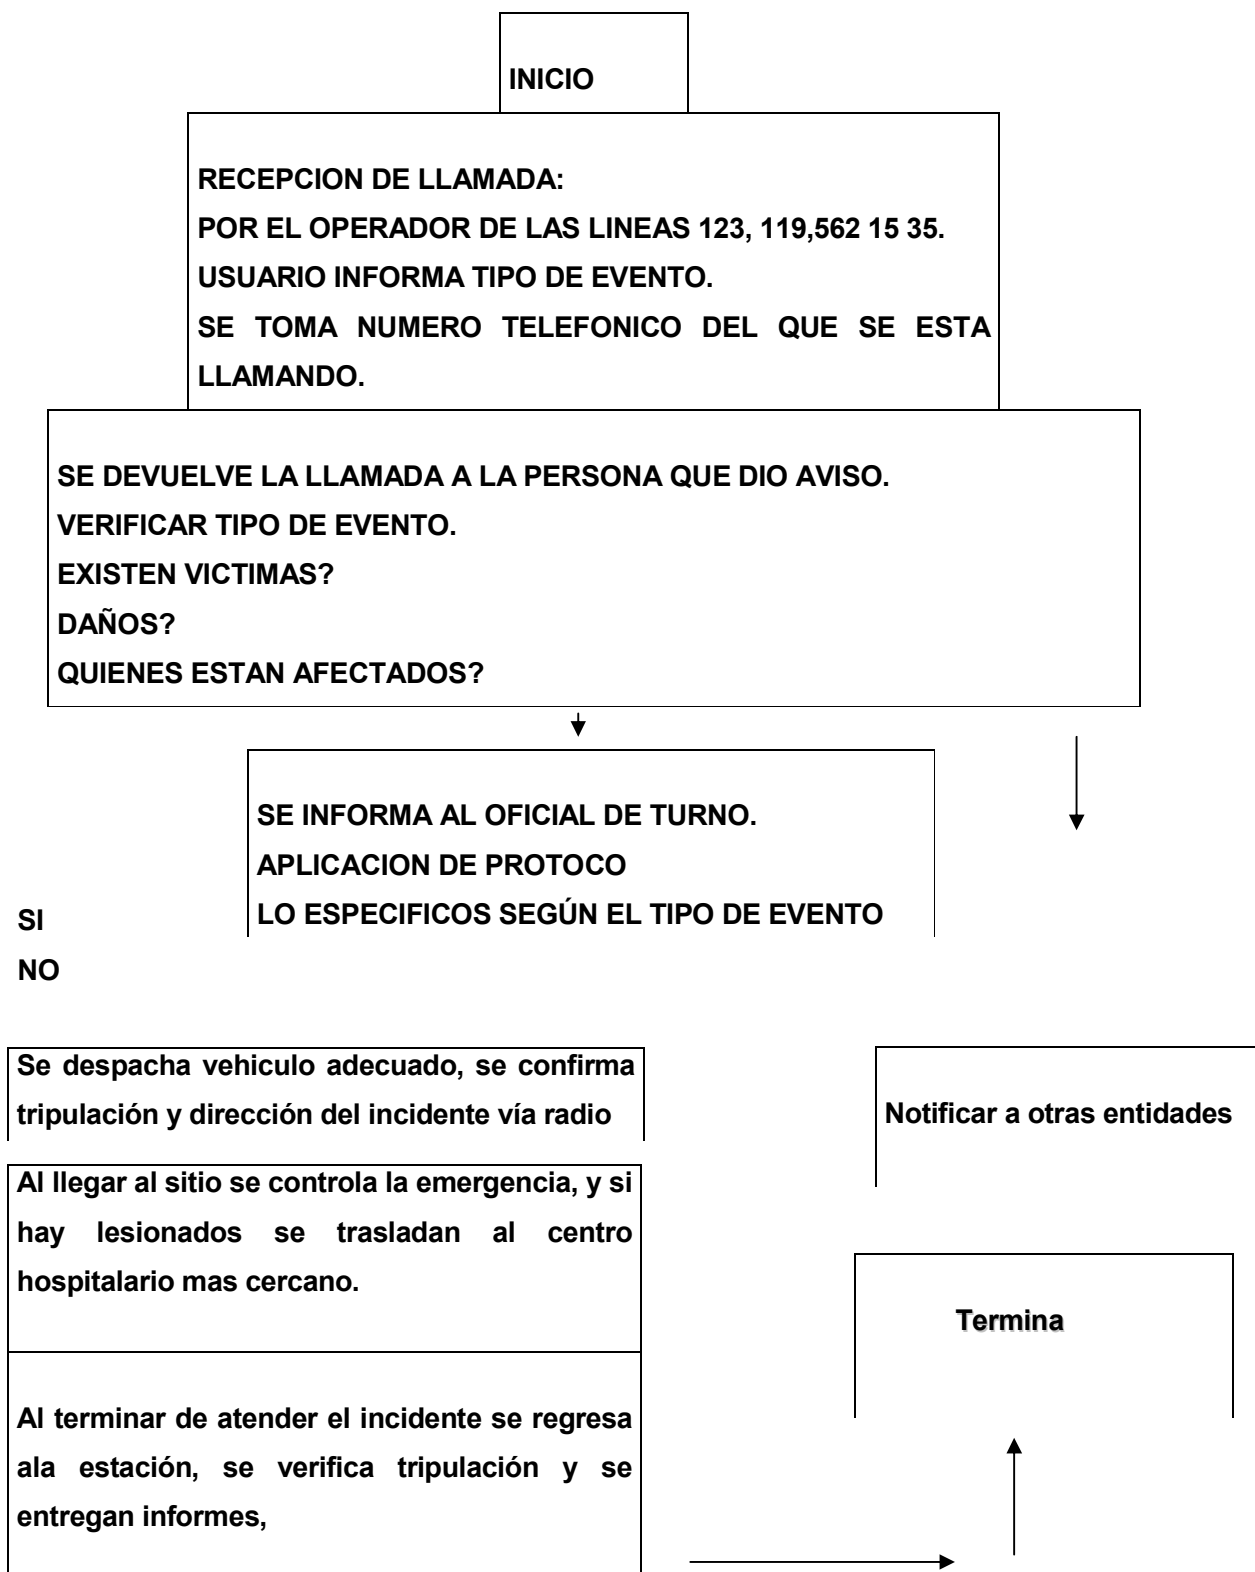 INICIO
RECEPCION DE LLAMADA:
POR EL OPERADOR DE LAS LINEAS 123, 119,562 15 35.
USUARIO INFORMA TIPO DE EVENTO.
SE TOMA NUMERO TELEFONICO DEL QUE SE ESTA
LLAMANDO.
SE DEVUELVE LA LLAMADA A LA PERSONA QUE DIO AVISO.
VERIFICAR TIPO DE EVENTO.
EXISTEN VICTIMAS?
DAÑOS?
QUIENES ESTAN AFECTADOS?
SE INFORMA AL OFICIAL DE TURNO.
APLICACION DE PROTOCO
LO ESPECIFICOS SEGÚN EL TIPO DE EVENTO
SI
NO
Se despacha vehiculo adecuado, se confirma
tripulación y dirección del incidente vía radio
Notificar a otras entidades
Al llegar al sitio se controla la emergencia, y si
hay lesionados se trasladan al centro
hospitalario mas cercano.
Termina
Al terminar de atender el incidente se regresa
ala estación, se verifica tripulación y se
entregan informes,